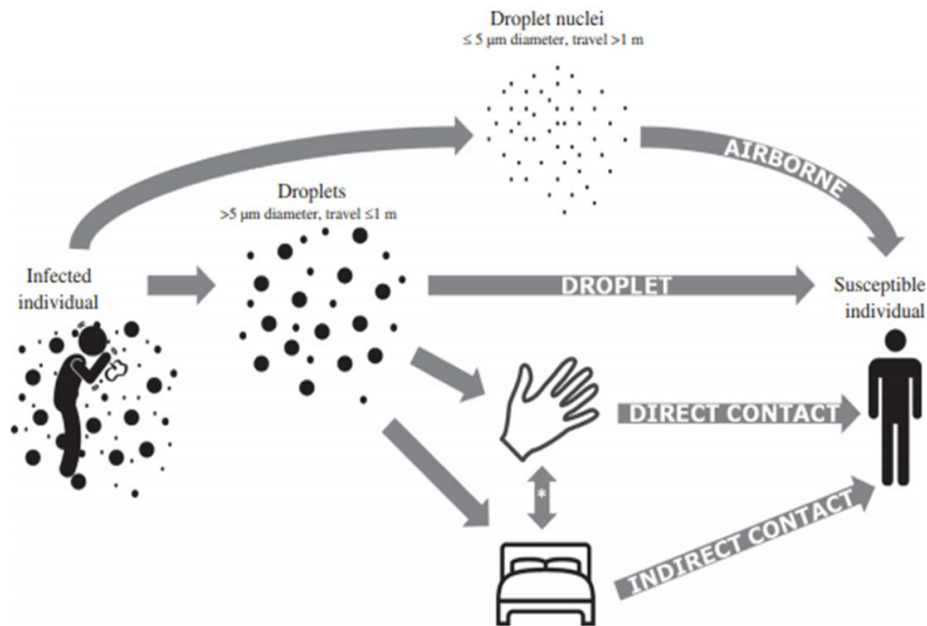 Droplet nuclei
≤ 5 μm diameter, travel >1 m
AIRBORNE
Droplets
>5 μm diameter, travel ≤1 m
Infected
individual
DROPLET
Susceptible
individual
DIRECT CONTACT
*
INDIRECT CONTACT